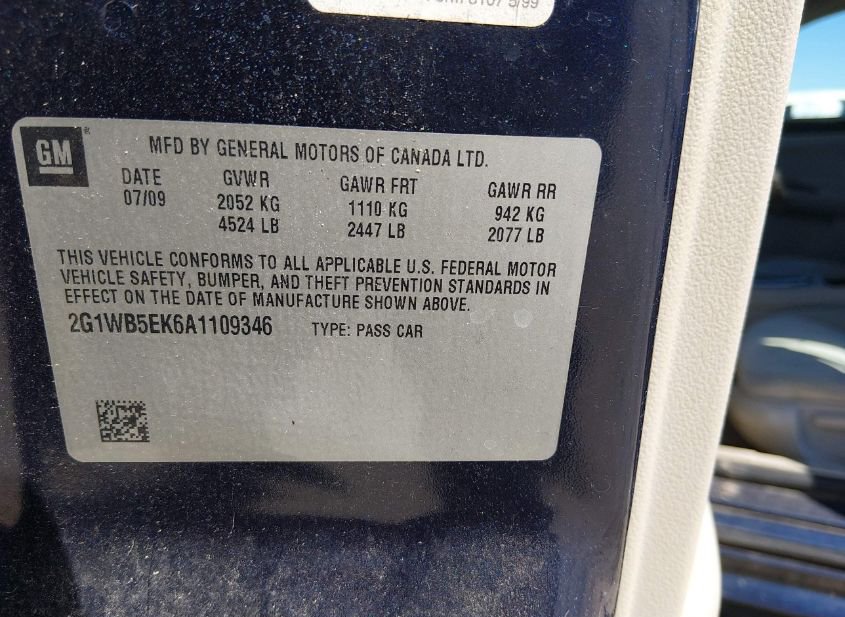 5/99
GM
MFD BY GENERAL MOTORS OF CANADA LTD.
DATE GVWR GAWR FRT GAWR RR
07/09 2052 KG 1110 KG 942 KG
4524 LB 2447 LB 2077 LB
THIS VEHICLE CONFORMS TO ALL APPLICABLE U.S. FEDERAL MOTOR
VEHICLE SAFETY, BUMPER, AND THEFT PREVENTION STANDARDS IN
EFFECT ON THE DATE OF MANUFACTURE SHOWN ABOVE.
2G1WB5EK6A1109346 TYPE: PASS CAR